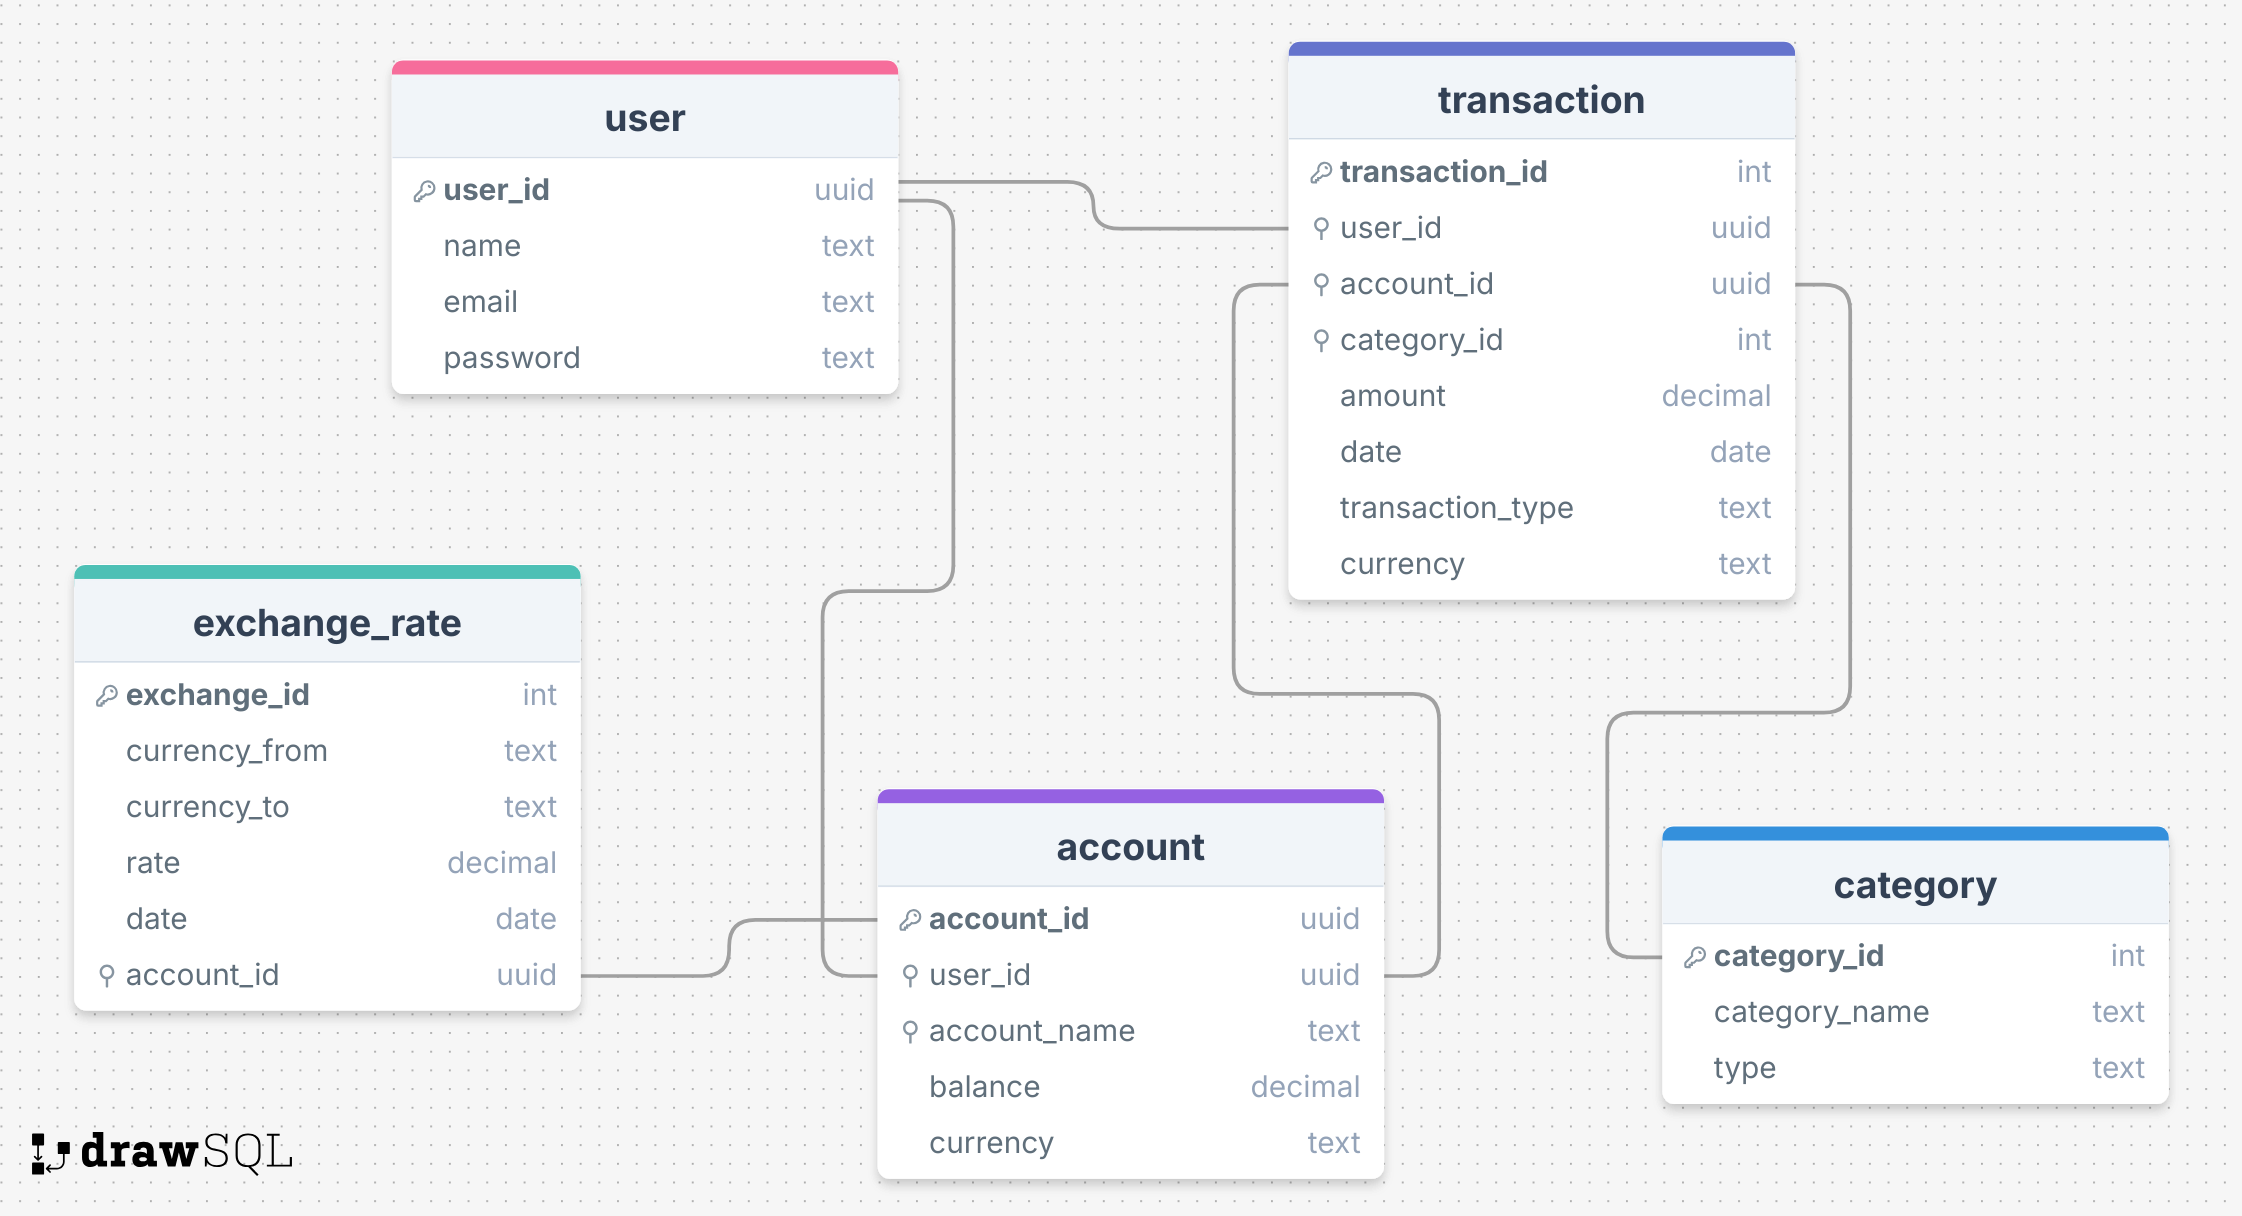 user
user_id uuid
name text
email text
password text
transaction
transaction_id int
user_id uuid
account_id uuid
category_id int
amount decimal
date date
transaction_type text
currency text
exchange_rate
exchange_id int
currency_from text
currency_to text
rate decimal
date date
account_id uuid
account
account_id uuid
user_id uuid
account_name text
balance decimal
currency text
category
category_id int
category_name text
type text
drawSQL